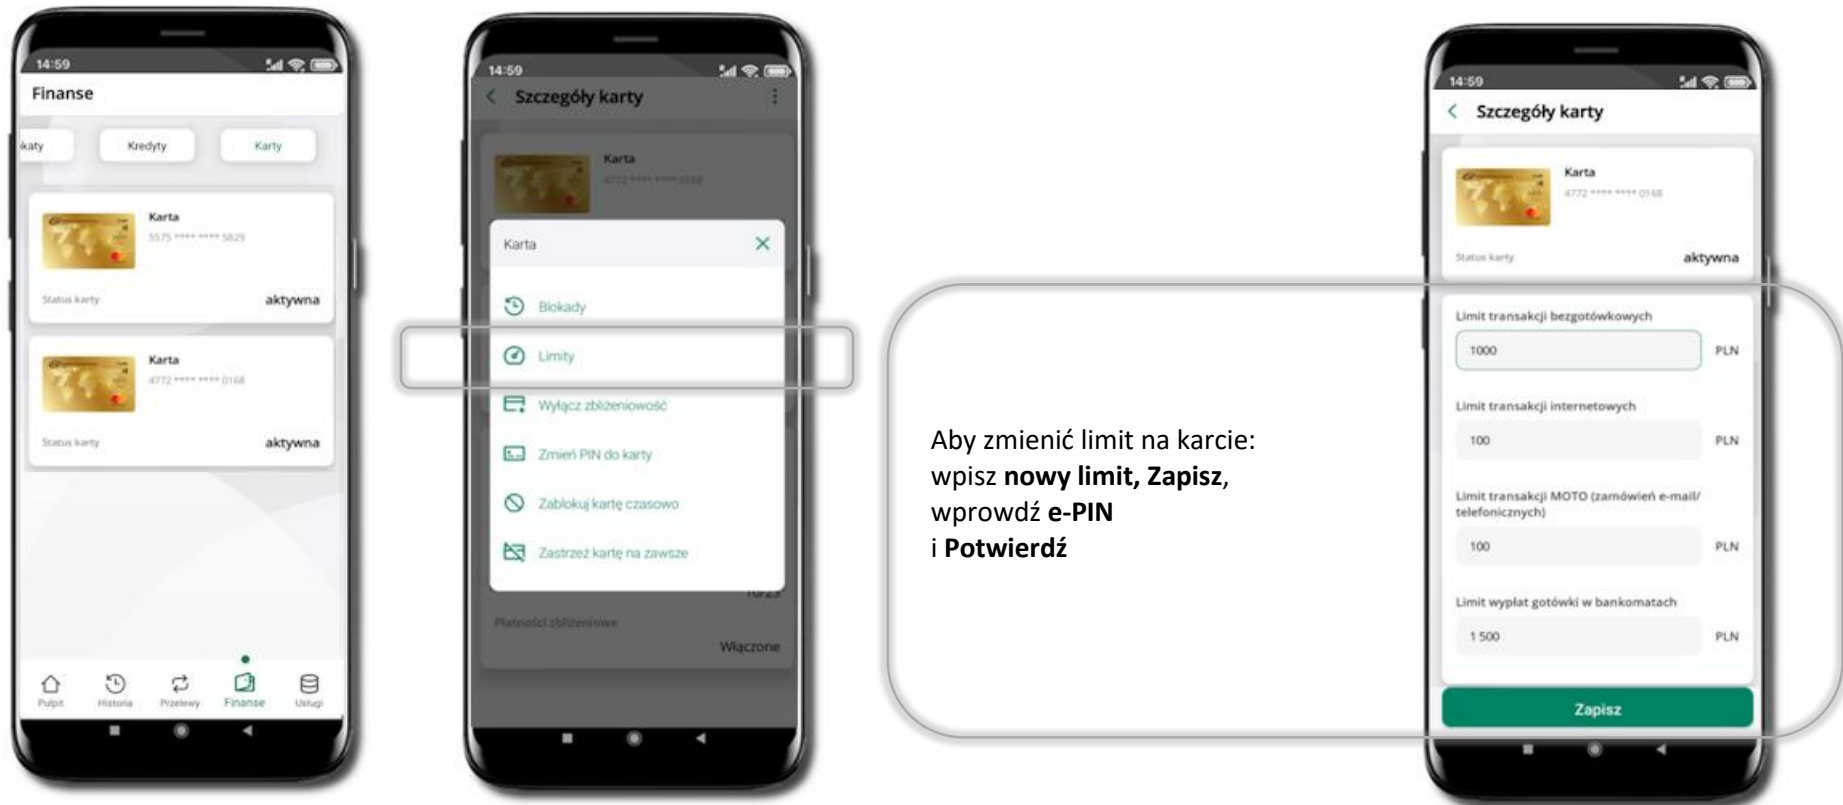 14:59
Finanse
katy
Kredyty
Karty
Karta
5575 **** **** 5829
Status karty
aktywna
Karta
4772 **** **** 0168
Status karty
aktywna
Pulpit
Historia
Przelewy
Finanse
Usługi
14:59
Szczegóły karty
Karta
4772 **** **** 0168
Karta
Blokady
Limity
Wyłącz zbliżeniowość
Zmień PIN do karty
Zablokuj kartę czasowo
Zastrzeż kartę na zawsze
Płatności zbliżeniowe
Włączone
Aby zmienić limit na karcie:
wpisz nowy limit, Zapisz,
wprowdź e-PIN
i Potwierdź
14:59
Szczegóły karty
Karta
4772 **** **** 0168
Status karty
aktywna
Limit transakcji bezgotówkowych
1000 PLN
Limit transakcji internetowych
100 PLN
Limit transakcji MOTO (zamówień e-mail/
telefonicznych)
100 PLN
Limit wypłat gotówki w bankomatach
1 500 PLN
Zapisz